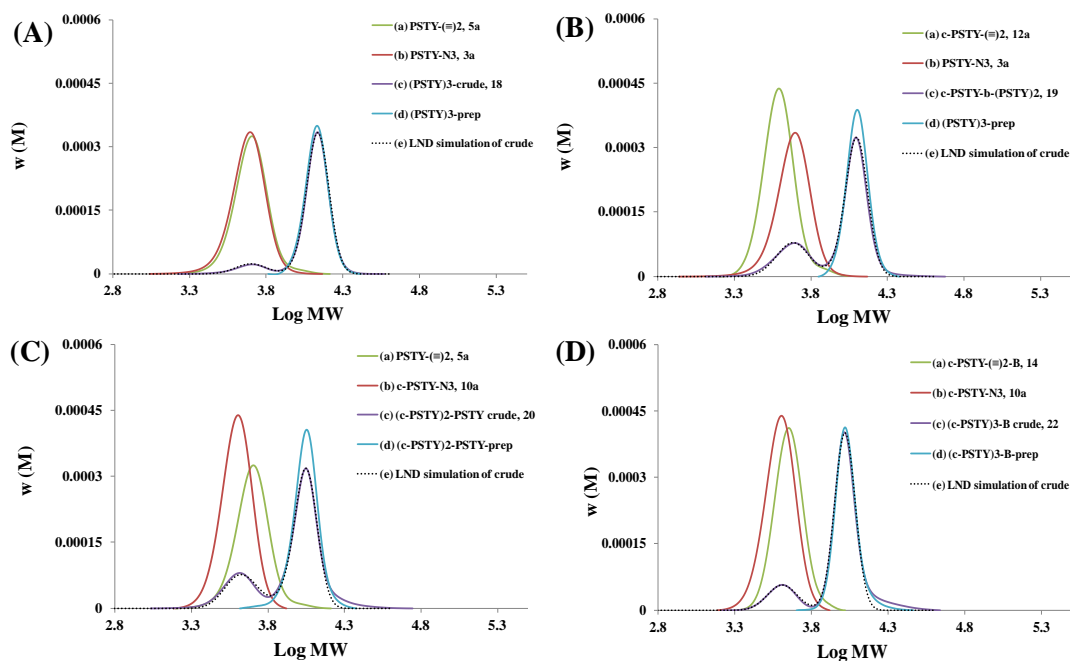 (A)
0.0006
0.00045
0.0003
0.00015
0
w (M)
2.8 3.3 3.8 4.3 4.8 5.3
Log MW
(a) PSTY-(≡)2, 5a
(b) PSTY-N3, 3a
(c) (PSTY)3-crude, 18
(d) (PSTY)3-prep
(e) LND simulation of crude
(B)
0.0006
0.00045
0.0003
0.00015
0
w (M)
2.8 3.3 3.8 4.3 4.8 5.3
Log MW
(a) c-PSTY-(≡)2, 12a
(b) PSTY-N3, 3a
(c) c-PSTY-b-(PSTY)2, 19
(d) (PSTY)3-prep
(e) LND simulation of crude
(C)
0.0006
0.00045
0.0003
0.00015
0
w (M)
2.8 3.3 3.8 4.3 4.8 5.3
Log MW
(a) PSTY-(≡)2, 5a
(b) c-PSTY-N3, 10a
(c) (c-PSTY)2-PSTY crude, 20
(d) (c-PSTY)2-PSTY-prep
(e) LND simulation of crude
(D)
0.0006
0.00045
0.0003
0.00015
0
w (M)
2.8 3.3 3.8 4.3 4.8 5.3
Log MW
(a) c-PSTY-(≡)2-B, 14
(b) c-PSTY-N3, 10a
(c) (c-PSTY)3-B crude, 22
(d) (c-PSTY)3-B-prep
(e) LND simulation of crude